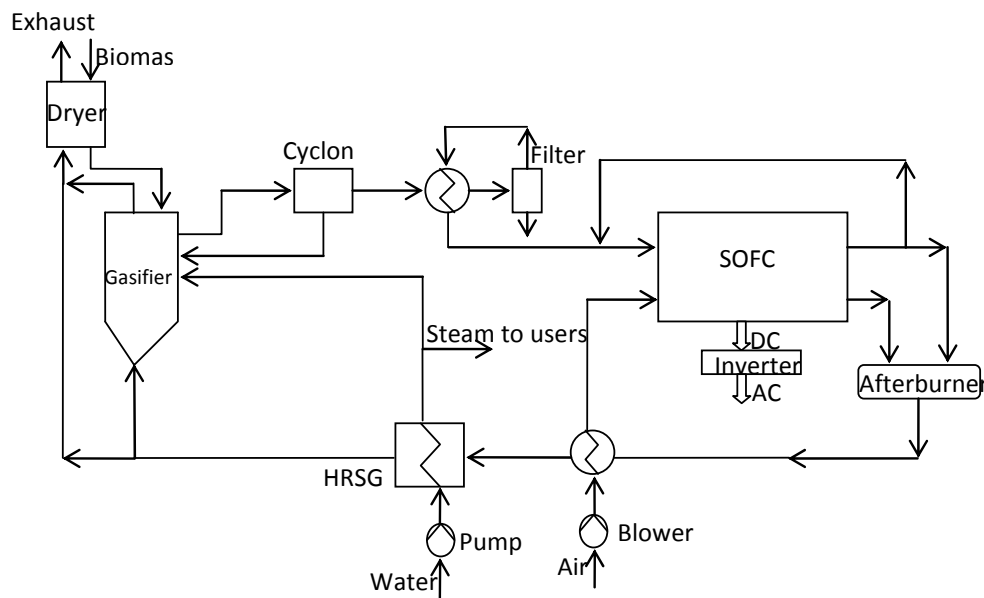 Exhaust
Biomas
Dryer
Cyclon
Filter
Gasifier
SOFC
Steam to users
DC
Inverter
AC
Afterburner
HRSG
Pump
Blower
Water
Air